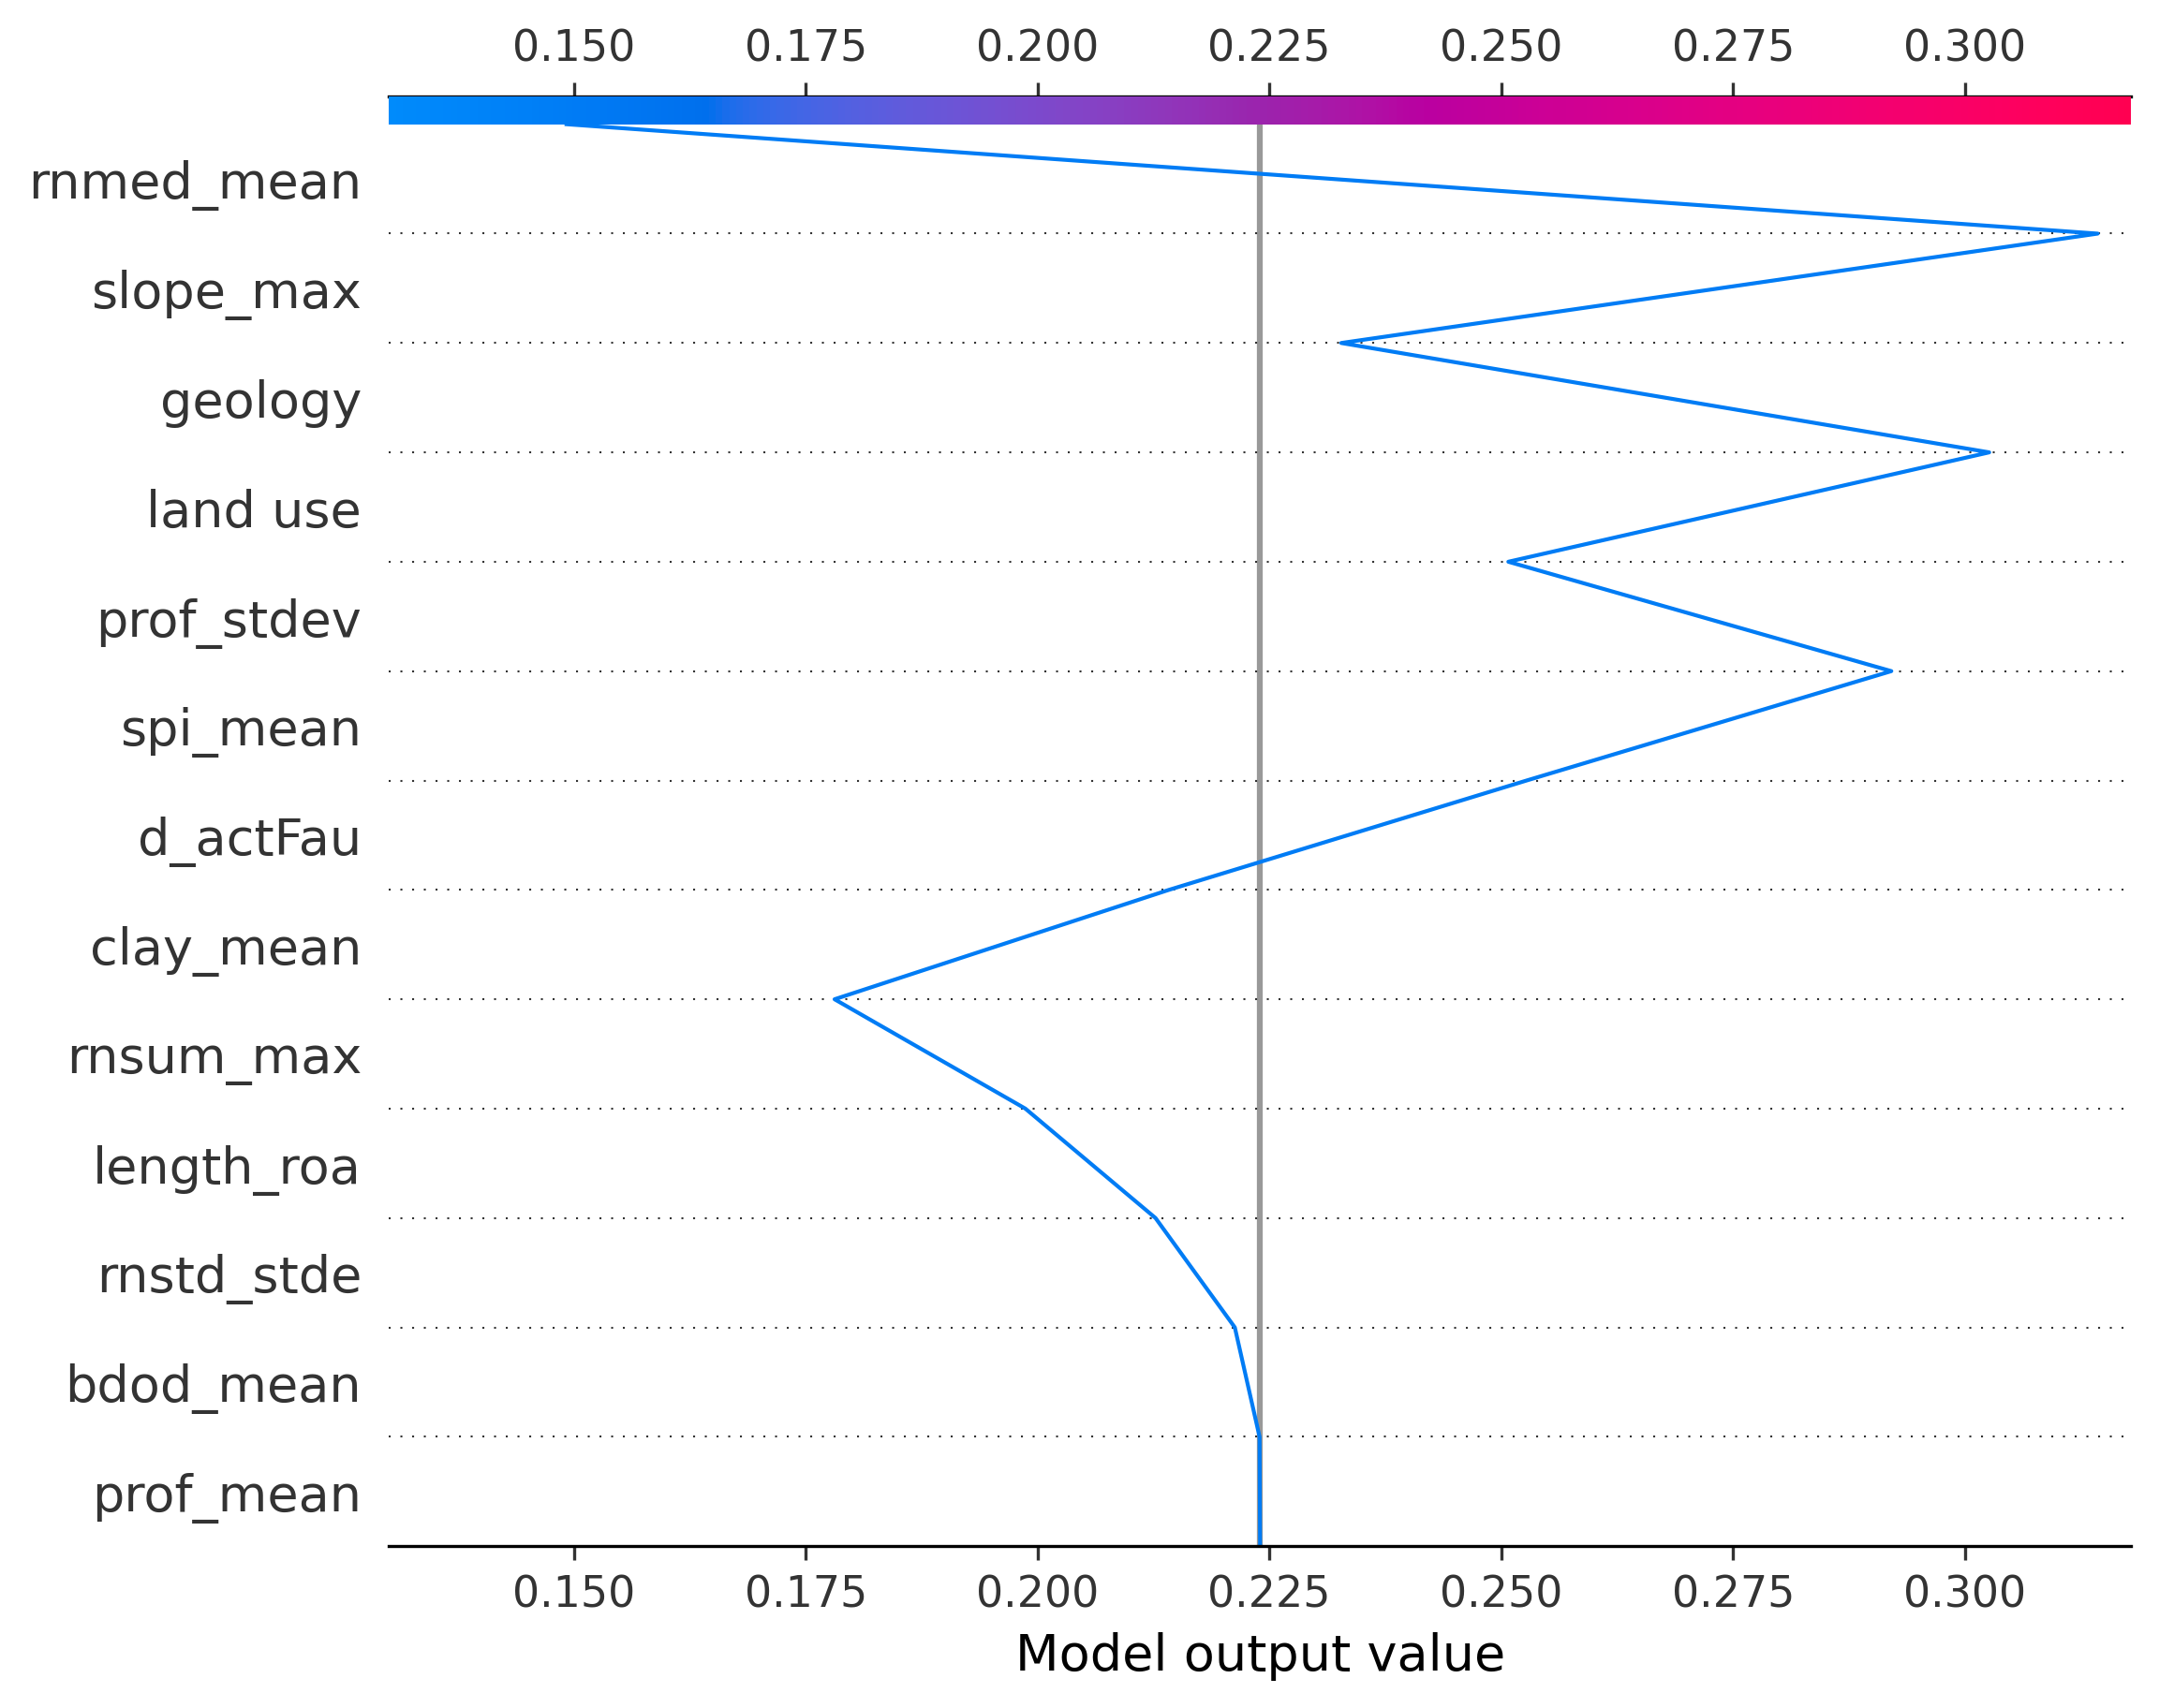 0.150 0.175 0.200 0.225 0.250 0.275 0.300
rnmed_mean
slope_max
geology
land use
prof_stdev
spi_mean
d_actFau
clay_mean
rnsum_max
length_roa
rnstd_stde
bdod_mean
prof_mean
0.150 0.175 0.200 0.225 0.250 0.275 0.300
Model output value